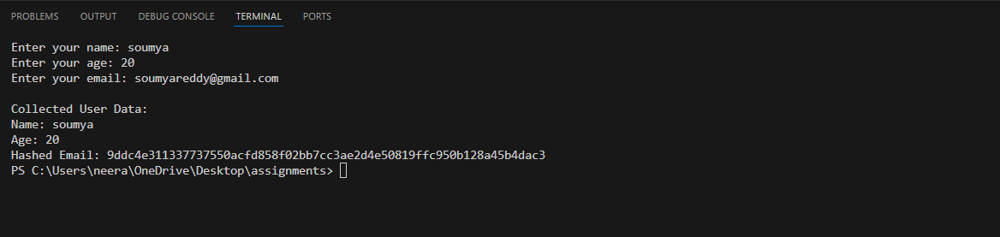 PROBLEMS OUTPUT DEBUG CONSOLE TERMINAL PORTS
Enter your name: soumya
Enter your age: 20
Enter your email: soumyareddy@gmail.com
Collected User Data:
Name: soumya
Age: 20
Hashed Email: 9ddc4e311337737550acfd858f02bb7cc3ae2d4e50819ffc950b128a45b4dac3
PS C:\Users\neera\OneDrive\Desktop\assignments>